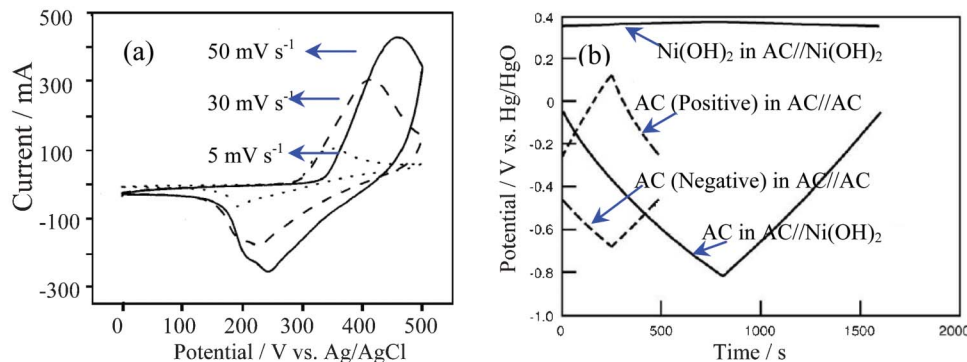 (a)
50 mV s⁻¹
30 mV s⁻¹
5 mV s⁻¹
500
300
100
-100
-300
Current / mA
0 100 200 300 400 500
Potential / V vs. Ag/AgCl
(b)
Ni(OH)₂ in AC//Ni(OH)₂
AC (Positive) in AC//AC
AC (Negative) in AC//AC
AC in AC//Ni(OH)₂
0.4
0.2
0
-0.2
-0.4
-0.6
-0.8
-1.0
Potential / V vs. Hg/HgO
0 500 1000 1500 2000
Time / s